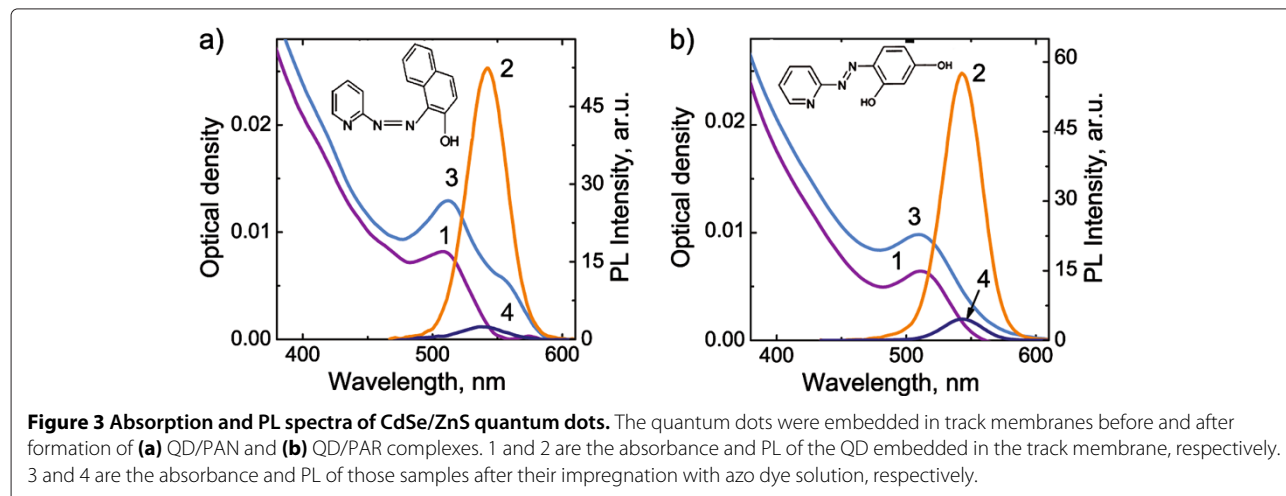 a)
b)
Optical density
0.02
0.01
0.00
400
500
600
Wavelength, nm
45
30
15
0
PL Intensity, ar.u.
N
N
N
OH
1
2
3
4
Optical density
0.02
0.01
0.00
400
500
600
Wavelength, nm
60
45
30
15
0
PL Intensity, ar.u.
N
N
N
HO
OH
1
2
3
4
Figure 3 Absorption and PL spectra of CdSe/ZnS quantum dots. The quantum dots were embedded in track membranes before and after
formation of (a) QD/PAN and (b) QD/PAR complexes. 1 and 2 are the absorbance and PL of the QD embedded in the track membrane, respectively.
3 and 4 are the absorbance and PL of those samples after their impregnation with azo dye solution, respectively.